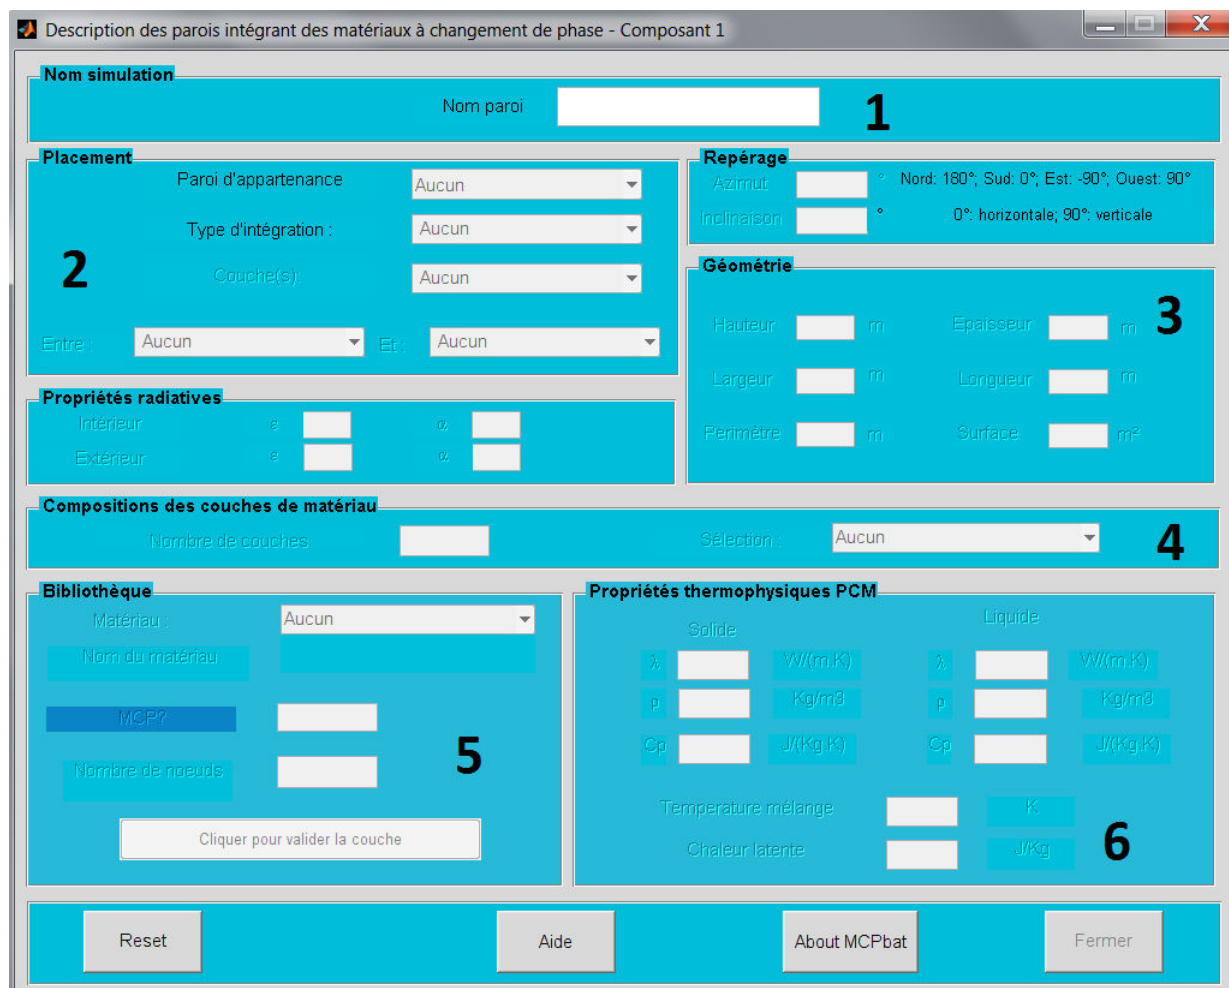 Description des parois intégrant des matériaux à changement de phase - Composant 1
Nom simulation
Nom paroi
1
Placement
Paroi d'appartenance Aucun
Type d'intégration : Aucun
2
Couche(s): Aucun
Entre : Aucun Et : Aucun
Repérage
Azimut ° Nord: 180°; Sud: 0°; Est: -90°; Ouest: 90°
Inclinaison ° 0°: horizontale; 90°: verticale
Géométrie
Hauteur m Epaisseur m 3
Largeur m Longueur m
Perimètre m Surface m²
Propriétés radiatives
Intérieur ε α
Extérieur ε α
Compositions des couches de matériau
Nombre de couches Sélection : Aucun 4
Bibliothèque
Matériau : Aucun
Nom du matériau
MCP?
5
Nombre de noeuds
Cliquer pour valider la couche
Propriétés thermophysiques PCM
Solide Liquide
λ W/(m.K) λ W/(m.K)
ρ Kg/m3 ρ Kg/m3
Cp J/(Kg.K) Cp J/(Kg.K)
Temperature mélange K
Chaleur latente J/Kg 6
Reset Aide About MCPbat Fermer